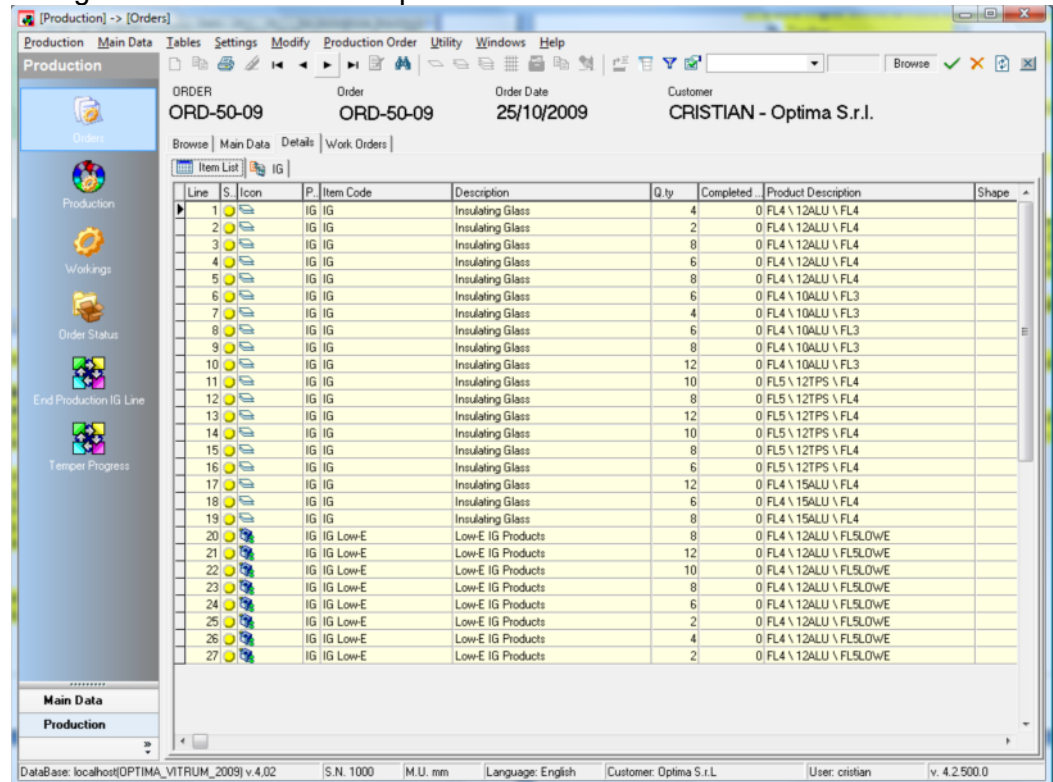 [Production] -> [Orders]
Production Main Data Tables Settings Modify Production Order Utility Windows Help
Production
Browse
ORDER Order Order Date Customer
ORD-50-09 ORD-50-09 25/10/2009 CRISTIAN - Optima S.r.l.
Browse Main Data Details Work Orders
Item List IG
Orders
Production
Workings
Order Status
End Production IG Line
Temper Progress
Line S.. Icon P.. Item Code Description Q.ty Completed ... Product Description Shape
1 IG IG Insulating Glass 4 0 FL4 \ 12ALU \ FL4
2 IG IG Insulating Glass 2 0 FL4 \ 12ALU \ FL4
3 IG IG Insulating Glass 8 0 FL4 \ 12ALU \ FL4
4 IG IG Insulating Glass 6 0 FL4 \ 12ALU \ FL4
5 IG IG Insulating Glass 8 0 FL4 \ 12ALU \ FL4
6 IG IG Insulating Glass 6 0 FL4 \ 10ALU \ FL3
7 IG IG Insulating Glass 4 0 FL4 \ 10ALU \ FL3
8 IG IG Insulating Glass 6 0 FL4 \ 10ALU \ FL3
9 IG IG Insulating Glass 8 0 FL4 \ 10ALU \ FL3
10 IG IG Insulating Glass 12 0 FL4 \ 10ALU \ FL3
11 IG IG Insulating Glass 10 0 FL5 \ 12TPS \ FL4
12 IG IG Insulating Glass 8 0 FL5 \ 12TPS \ FL4
13 IG IG Insulating Glass 12 0 FL5 \ 12TPS \ FL4
14 IG IG Insulating Glass 10 0 FL5 \ 12TPS \ FL4
15 IG IG Insulating Glass 8 0 FL5 \ 12TPS \ FL4
16 IG IG Insulating Glass 6 0 FL5 \ 12TPS \ FL4
17 IG IG Insulating Glass 12 0 FL4 \ 15ALU \ FL4
18 IG IG Insulating Glass 6 0 FL4 \ 15ALU \ FL4
19 IG IG Insulating Glass 8 0 FL4 \ 15ALU \ FL4
20 IG IG Low-E Low-E IG Products 8 0 FL4 \ 12ALU \ FL5LOWE
21 IG IG Low-E Low-E IG Products 12 0 FL4 \ 12ALU \ FL5LOWE
22 IG IG Low-E Low-E IG Products 10 0 FL4 \ 12ALU \ FL5LOWE
23 IG IG Low-E Low-E IG Products 8 0 FL4 \ 12ALU \ FL5LOWE
24 IG IG Low-E Low-E IG Products 6 0 FL4 \ 12ALU \ FL5LOWE
25 IG IG Low-E Low-E IG Products 2 0 FL4 \ 12ALU \ FL5LOWE
26 IG IG Low-E Low-E IG Products 4 0 FL4 \ 12ALU \ FL5LOWE
27 IG IG Low-E Low-E IG Products 2 0 FL4 \ 12ALU \ FL5LOWE
Main Data
Production
DataBase: localhost(OPTIMA_VITRUM_2009) v.4,02 S.N. 1000 M.U. mm Language: English Customer: Optima S.r.L User: cristian v. 4.2.500.0